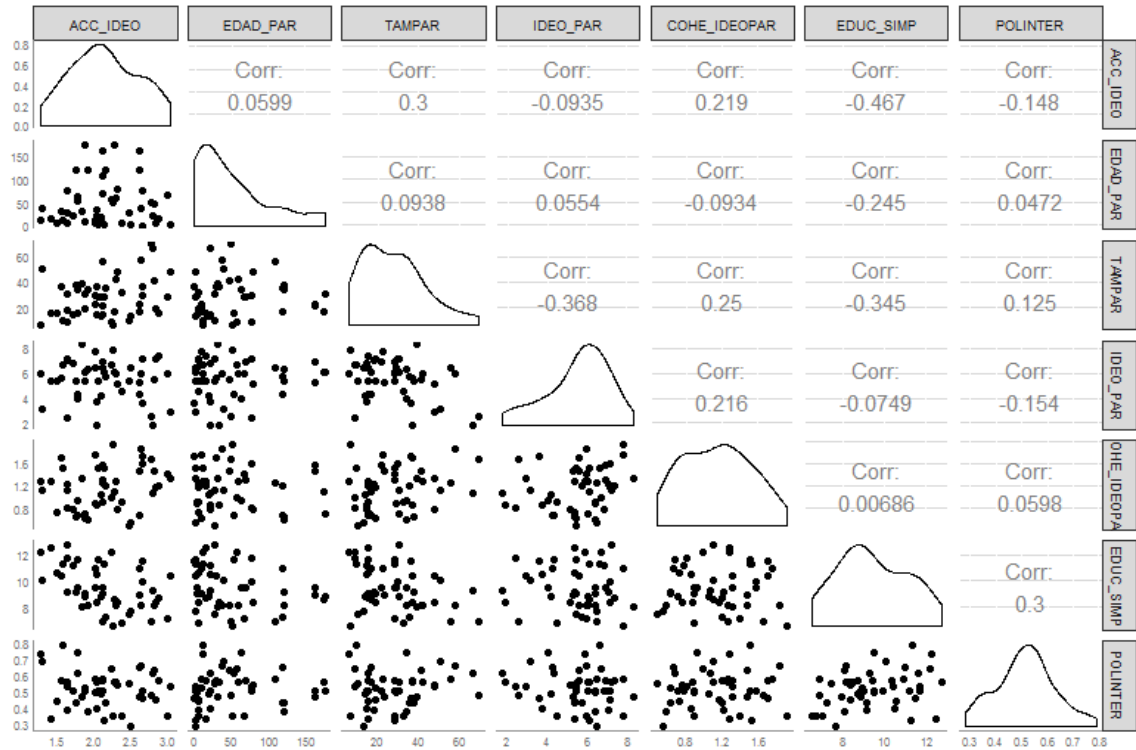 ACC_IDEO EDAD_PAR TAMPAR IDEO_PAR COHE_IDEOPAR EDUC_SIMP POLINTER
0.8
0.6
0.4
0.2
0.0
Corr: Corr: Corr: Corr: Corr: Corr:
0.0599 0.3 -0.0935 0.219 -0.467 -0.148
ACC_IDEO
150
100
50
0
Corr: Corr: Corr: Corr: Corr:
0.0938 0.0554 -0.0934 -0.245 0.0472
EDAD_PAR
60
40
20
Corr: Corr: Corr: Corr:
-0.368 0.25 -0.345 0.125
TAMPAR
8
6
4
2
Corr: Corr: Corr:
0.216 -0.0749 -0.154
IDEO_PAR
1.6
1.2
0.8
Corr: Corr:
0.00686 0.0598
OHE_IDEOPA
12
10
8
Corr:
0.3
EDUC_SIMP
0.8
0.7
0.6
0.5
0.4
0.3
POLINTER
1.5 2.0 2.5 3.0 0 50 100 150 20 40 60 2 4 6 8 0.8 1.2 1.6 8 10 12 0.3 0.4 0.5 0.6 0.7 0.8